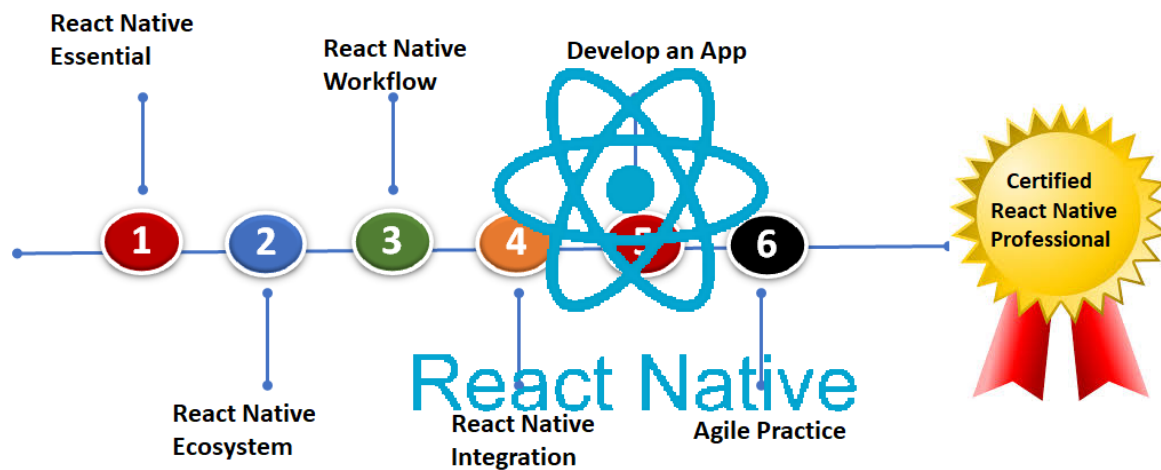 React Native
Essential
React Native
Workflow
Develop an App
1
2
3
4
5
6
Certified
React Native
Professional
React Native
React Native
Ecosystem
React Native
Integration
Agile Practice